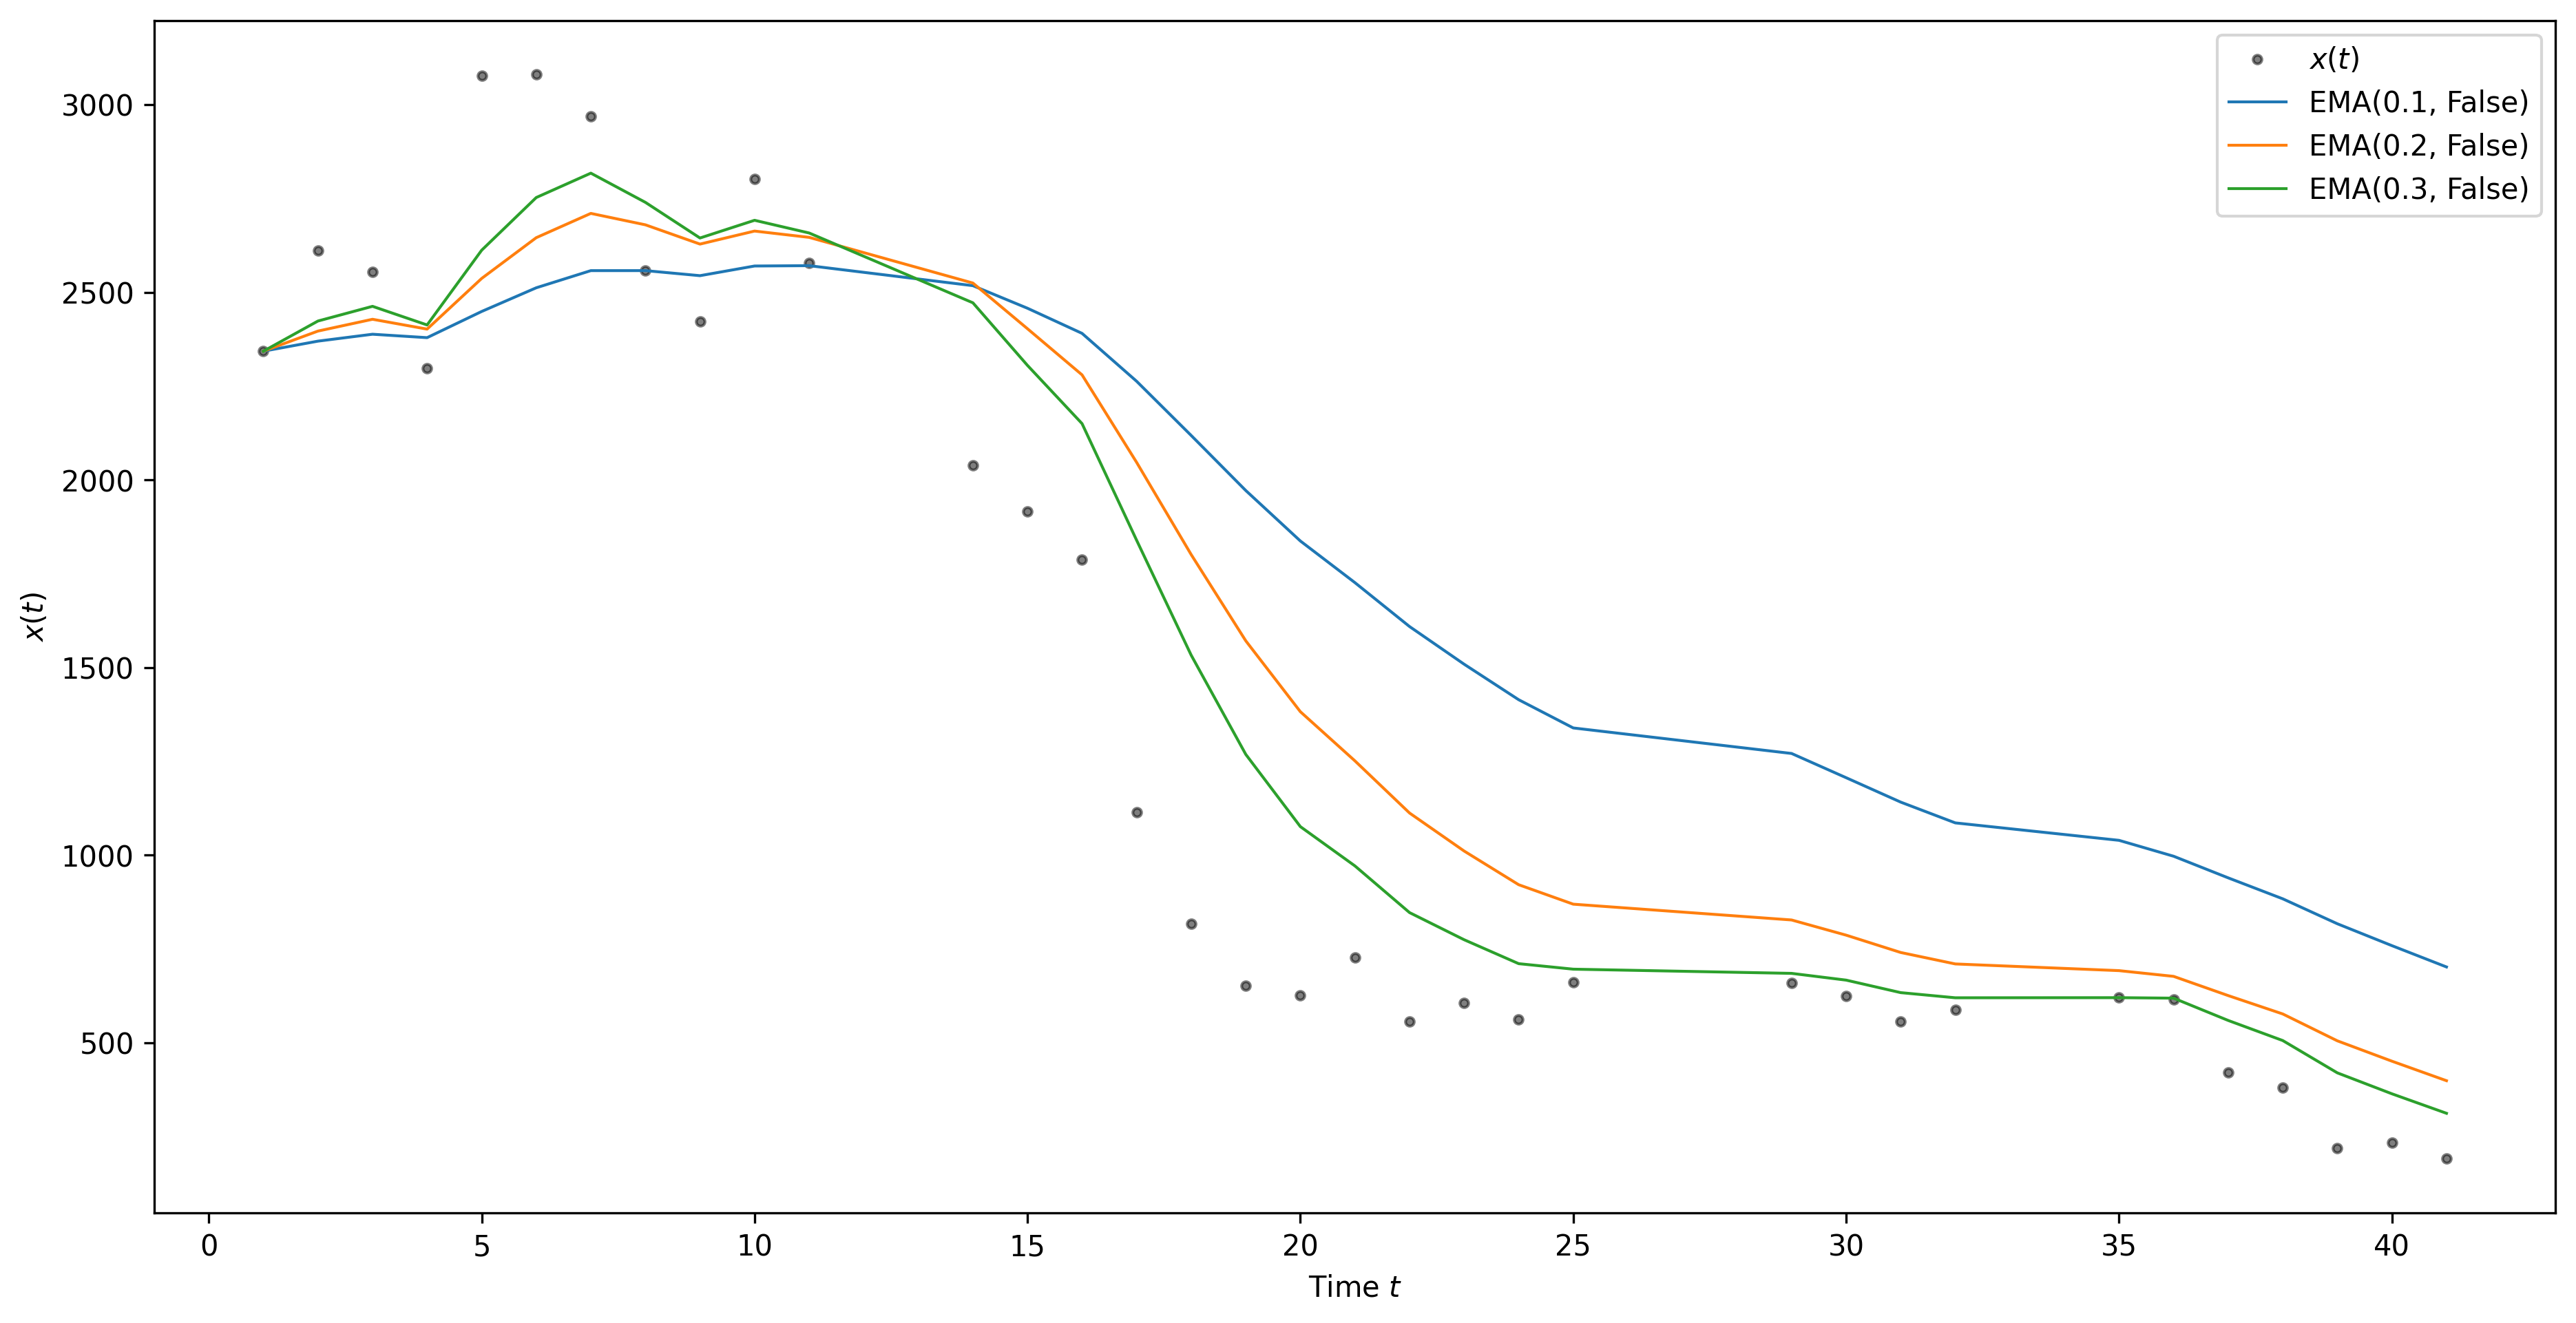 x(t)
EMA(0.1, False)
EMA(0.2, False)
EMA(0.3, False)
3000
2500
2000
1500
1000
500
x(t)
0 5 10 15 20 25 30 35 40
Time t